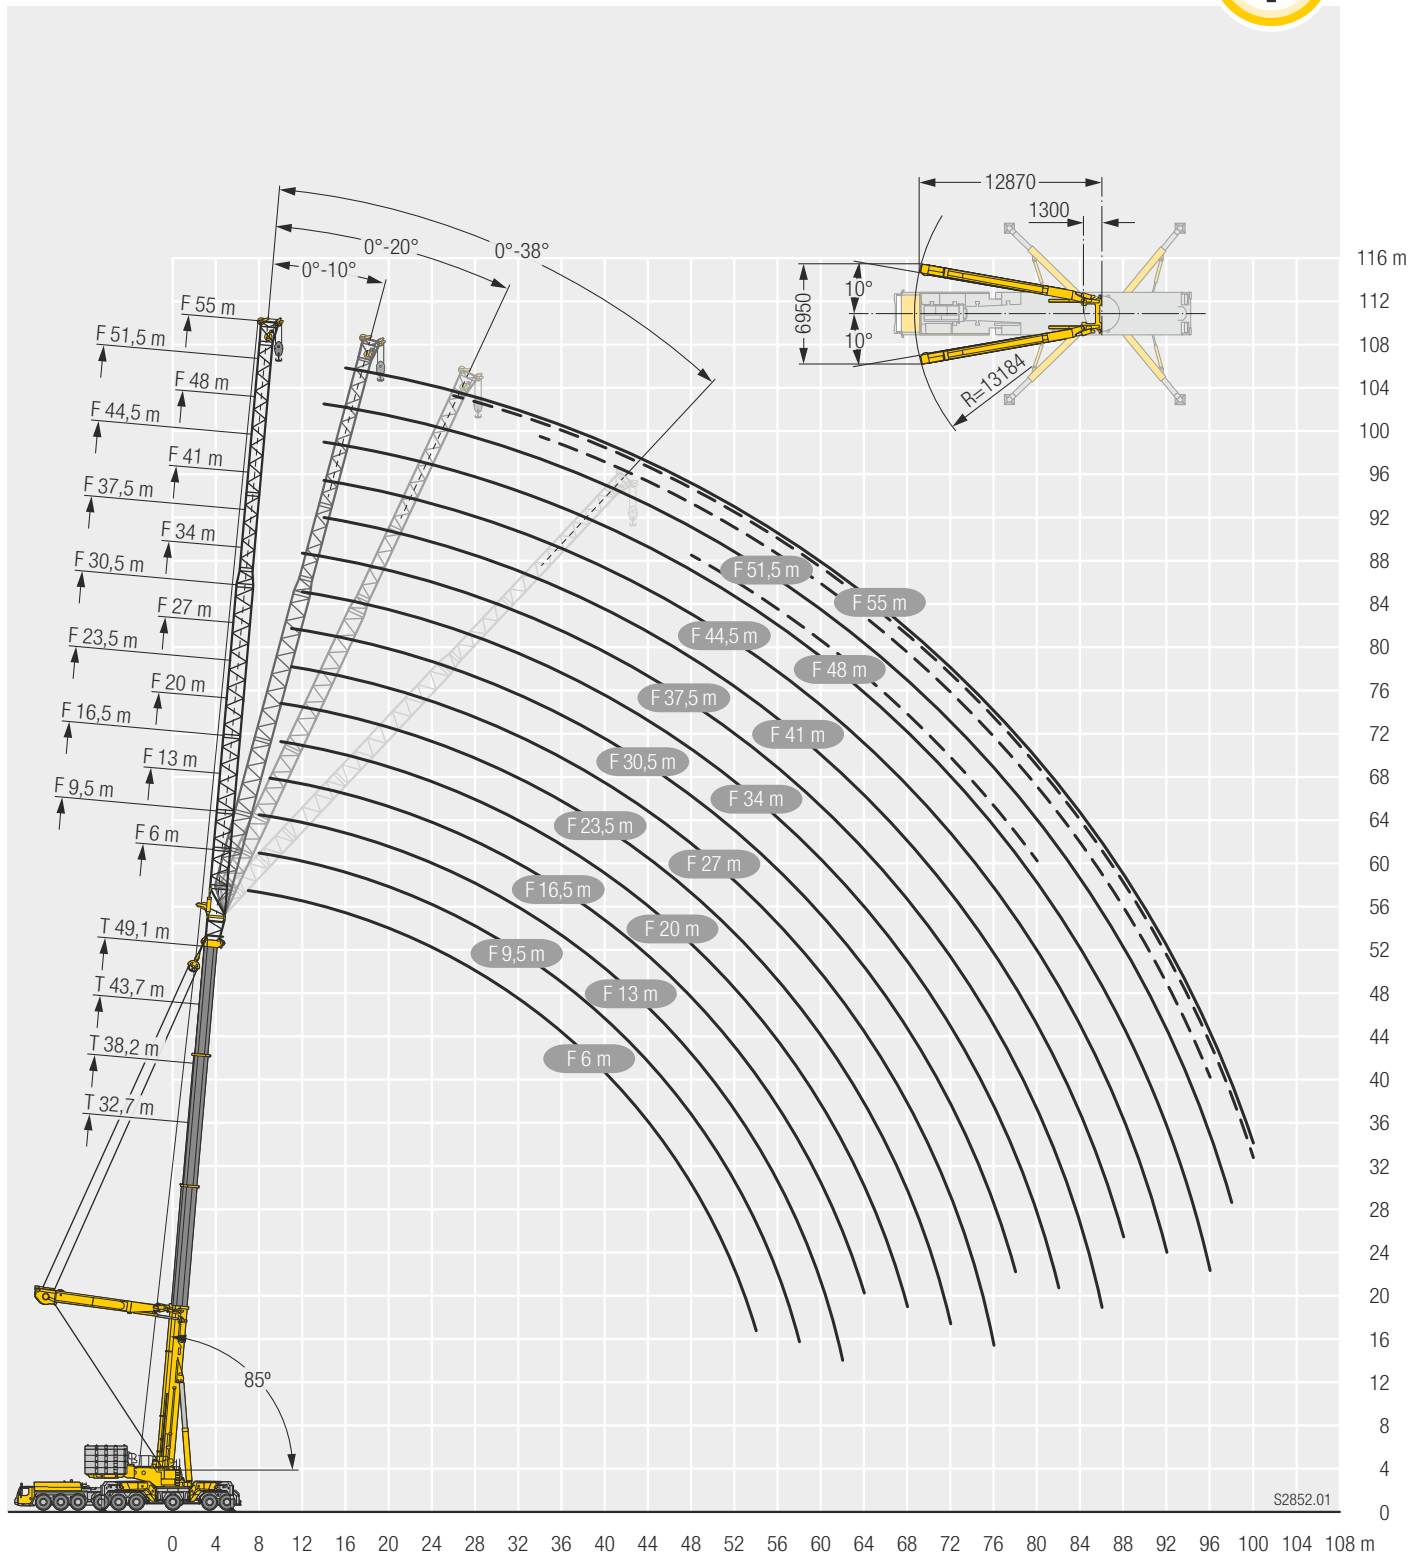 12870
1300
0°-38°
0°-20°
0°-10°
116 m
10°
6950
10°
R=13184
112
108
104
100
96
92
88
84
80
76
72
68
64
60
56
52
48
44
40
36
32
28
24
20
16
12
8
4
0
F 55 m
F 51,5 m
F 48 m
F 44,5 m
F 41 m
F 37,5 m
F 34 m
F 30,5 m
F 27 m
F 23,5 m
F 20 m
F 16,5 m
F 13 m
F 9,5 m
F 6 m
T 49,1 m
T 43,7 m
T 38,2 m
T 32,7 m
F 51,5 m
F 55 m
F 44,5 m
F 48 m
F 37,5 m
F 41 m
F 30,5 m
F 34 m
F 23,5 m
F 27 m
F 16,5 m
F 20 m
F 9,5 m
F 13 m
F 6 m
85°
S2852.01
0 4 8 12 16 20 24 28 32 36 40 44 48 52 56 60 64 68 72 76 80 84 88 92 96 100 104 108 m